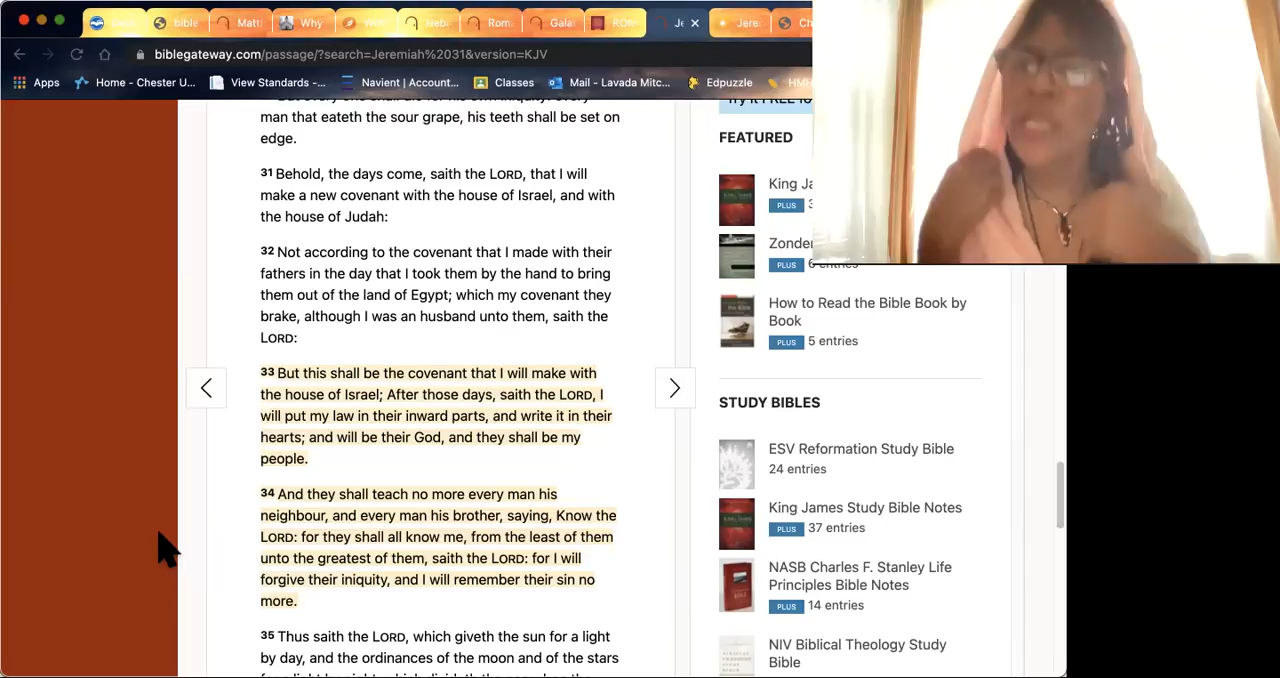 bible
Matt
Why
Hebr
Rom
Gala
ROM
Je
Jere
Ch
biblegateway.com/passage/?search=Jeremiah%2031&version=KJV
Apps
Home - Chester U...
View Standards -...
Navient | Account...
Classes
Mail - Lavada Mitc...
Edpuzzle
HMH
man that eateth the sour grape, his teeth shall be set on
edge.
31 Behold, the days come, saith the LORD, that I will
make a new covenant with the house of Israel, and with
the house of Judah:
32 Not according to the covenant that I made with their
fathers in the day that I took them by the hand to bring
them out of the land of Egypt; which my covenant they
brake, although I was an husband unto them, saith the
LORD:
33 But this shall be the covenant that I will make with
the house of Israel; After those days, saith the LORD, I
will put my law in their inward parts, and write it in their
hearts; and will be their God, and they shall be my
people.
34 And they shall teach no more every man his
neighbour, and every man his brother, saying, Know the
LORD: for they shall all know me, from the least of them
unto the greatest of them, saith the LORD: for I will
forgive their iniquity, and I will remember their sin no
more.
35 Thus saith the LORD, which giveth the sun for a light
by day, and the ordinances of the moon and of the stars
FEATURED
King Ja
PLUS 3
Zonder
PLUS 6 entries
How to Read the Bible Book by
Book
PLUS 5 entries
STUDY BIBLES
ESV Reformation Study Bible
24 entries
King James Study Bible Notes
PLUS 37 entries
NASB Charles F. Stanley Life
Principles Bible Notes
PLUS 14 entries
NIV Biblical Theology Study
Bible